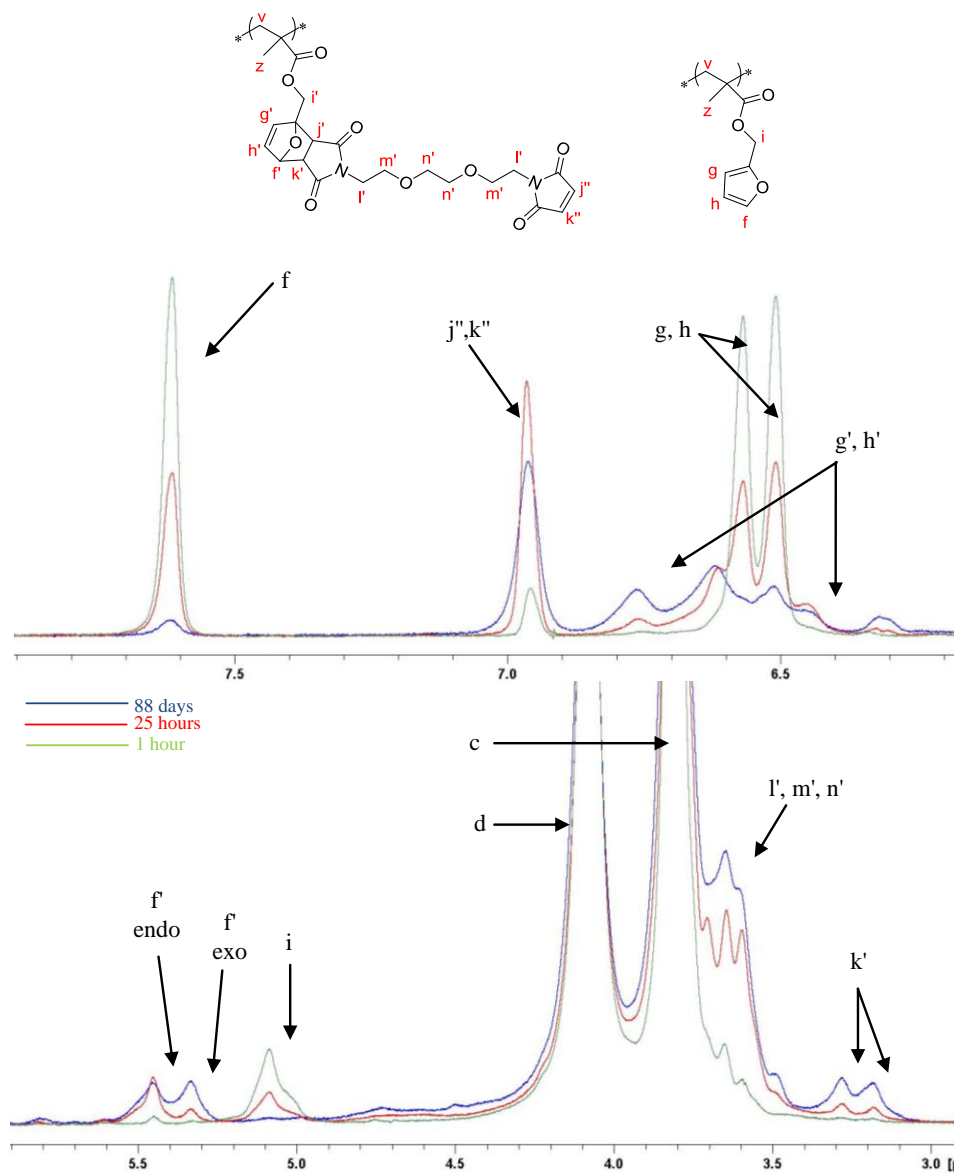 v
*
*
z
O
O
i'
g'
O
j'
O
h'
f'
k'
N
O
l'
m'
O
n'
n'
O
m'
l'
N
O
O
j''
k''
v
*
*
z
O
O
i
g
O
h
f
f
j'',k''
g, h
g', h'
7.5
7.0
6.5
88 days
25 hours
1 hour
c
d
l', m', n'
f'
endo
f'
exo
i
k'
5.5
5.0
4.5
4.0
3.5
3.0